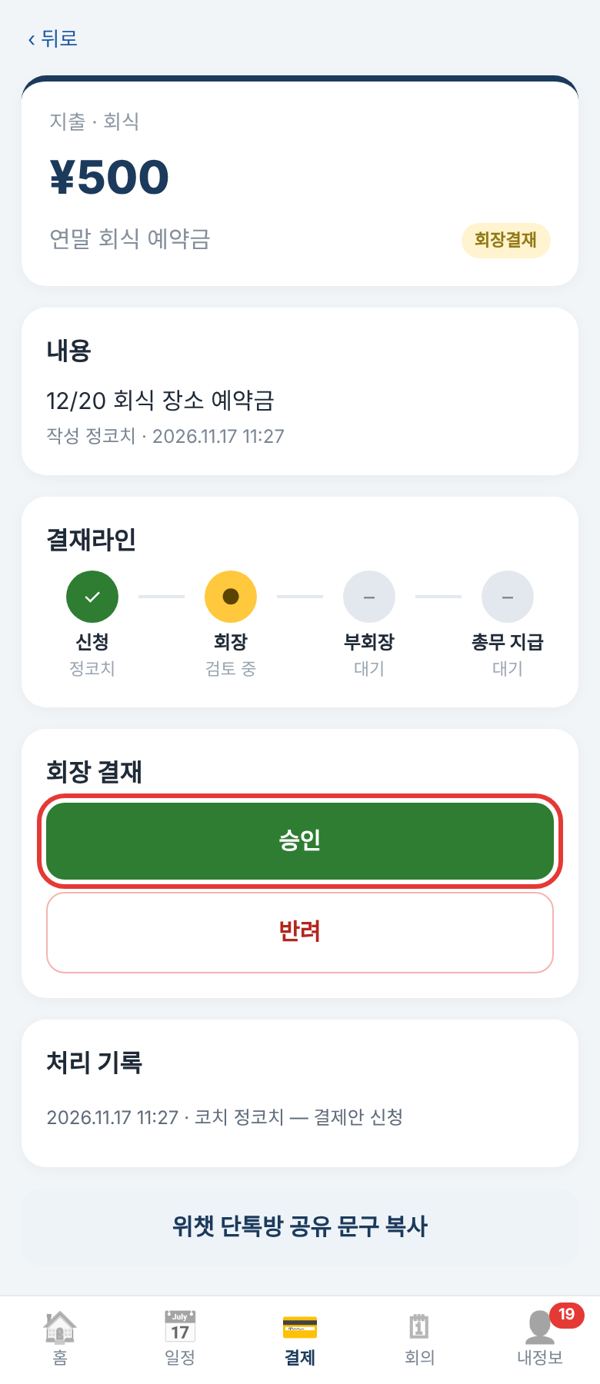 ‹ 뒤로
지출 · 회식
¥500
연말 회식 예약금
회장결재
내용
12/20 회식 장소 예약금
작성 정코치 · 2026.11.17 11:27
결재라인
신청 회장 부회장 총무 지급
정코치 검토 중 대기 대기
회장 결재
승인
반려
처리 기록
2026.11.17 11:27 · 코치 정코치 — 결제안 신청
위챗 단톡방 공유 문구 복사
July
17
1
19
홈 일정 결제 회의 내정보